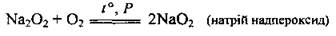 Na₂O₂ + O₂ ⇌ (t°, P) 2NaO₂ (натрій надпероксид)